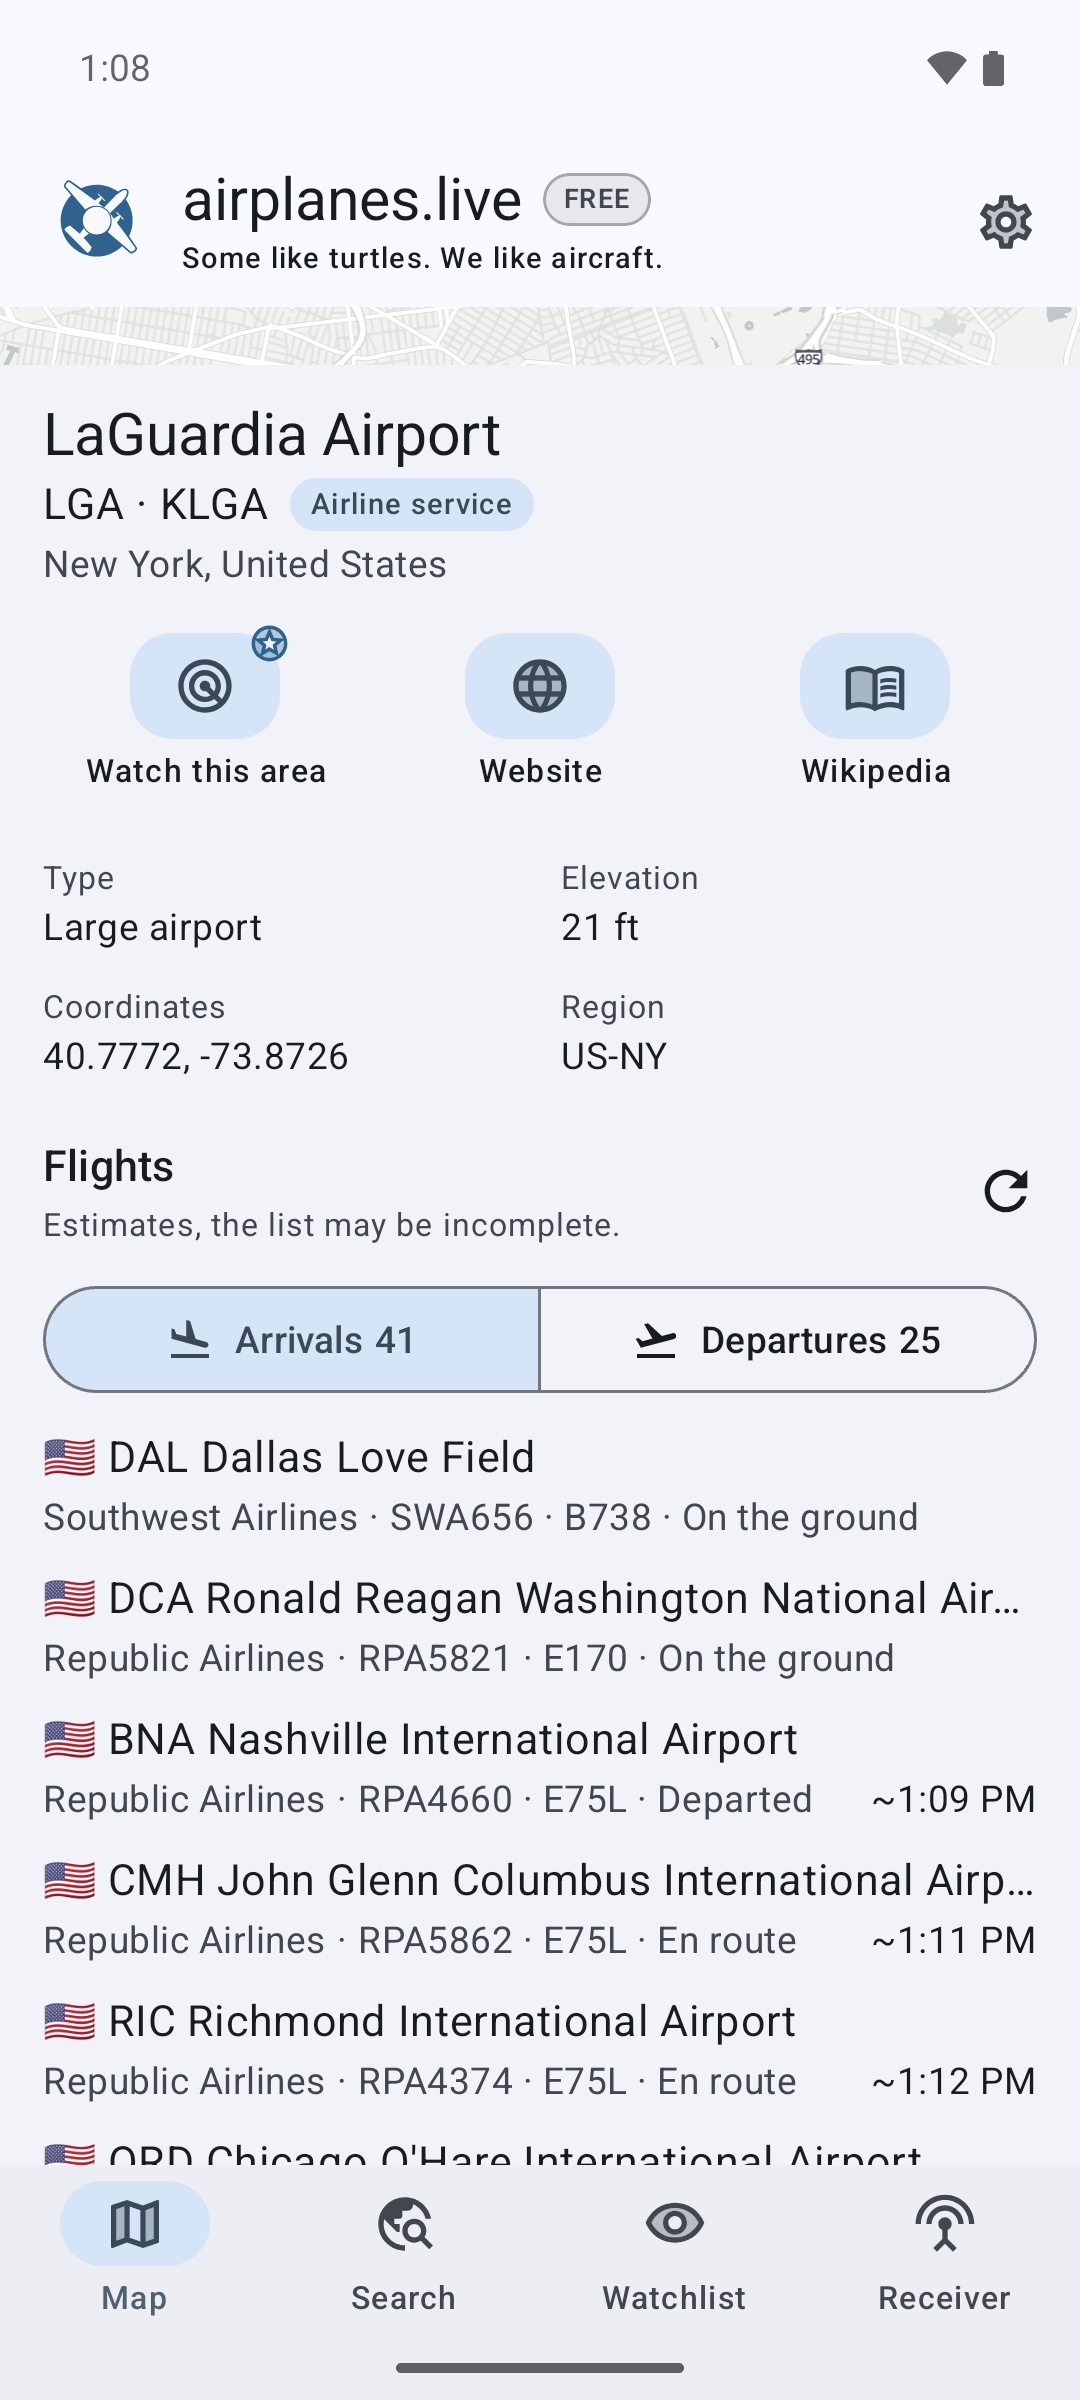 1:08
airplanes.live FREE
Some like turtles. We like aircraft.
495
LaGuardia Airport
LGA · KLGA Airline service
New York, United States
Watch this area Website Wikipedia
Type Elevation
Large airport 21 ft
Coordinates Region
40.7772, -73.8726 US-NY
Flights
Estimates, the list may be incomplete.
Arrivals 41 Departures 25
DAL Dallas Love Field
Southwest Airlines · SWA656 · B738 · On the ground
DCA Ronald Reagan Washington National Air...
Republic Airlines · RPA5821 · E170 · On the ground
BNA Nashville International Airport
Republic Airlines · RPA4660 · E75L · Departed ~1:09 PM
CMH John Glenn Columbus International Airp...
Republic Airlines · RPA5862 · E75L · En route ~1:11 PM
RIC Richmond International Airport
Republic Airlines · RPA4374 · E75L · En route ~1:12 PM
ORD Chicago O'Hare International Airport
Map Search Watchlist Receiver